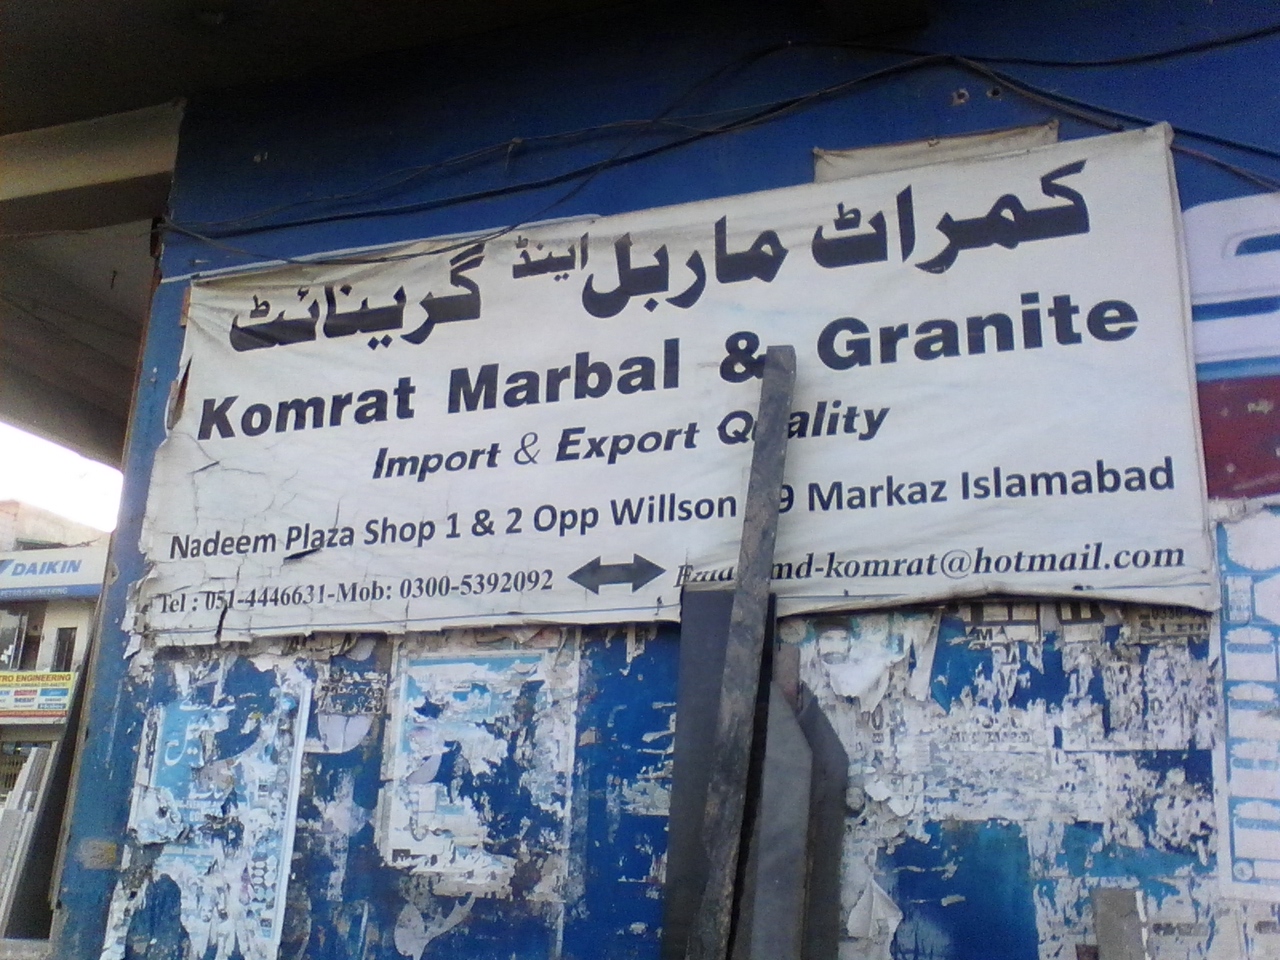 کمراٹ ماربل اینڈ گرینائٹ
Komrat Marbal & Granite
Import & Export Quality
Nadeem Plaza Shop 1 & 2 Opp Willson 9 Markaz Islamabad
Tel : 051-4446631-Mob: 0300-5392092 md-komrat@hotmail.com
DAIKIN
ENGINEERING